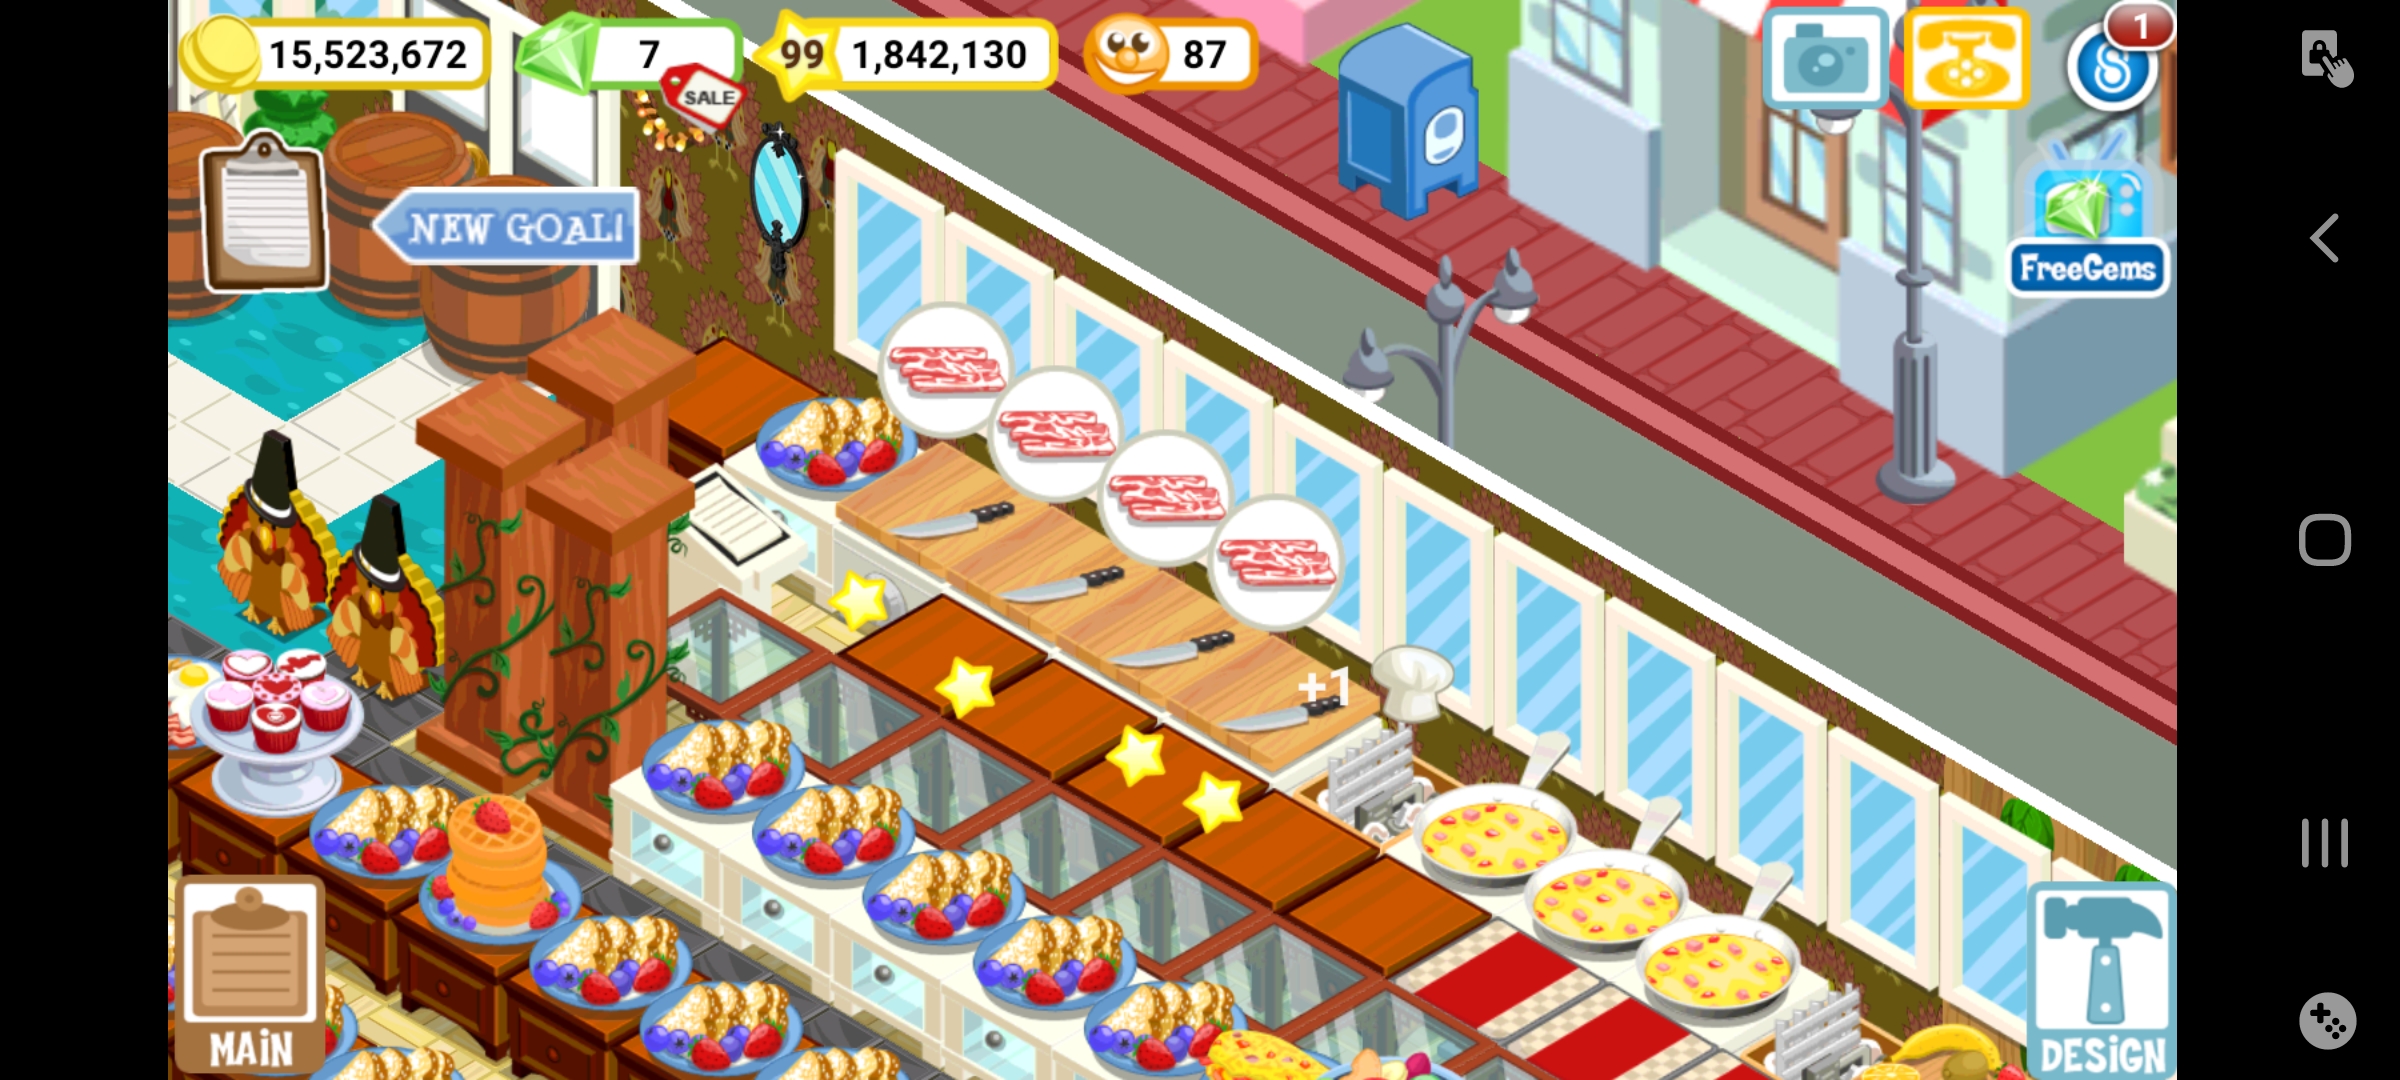 15,523,672
7
SALE
99
1,842,130
87
1
NEW GOAL!
FreeGems
+1
MAIN
DESIGN